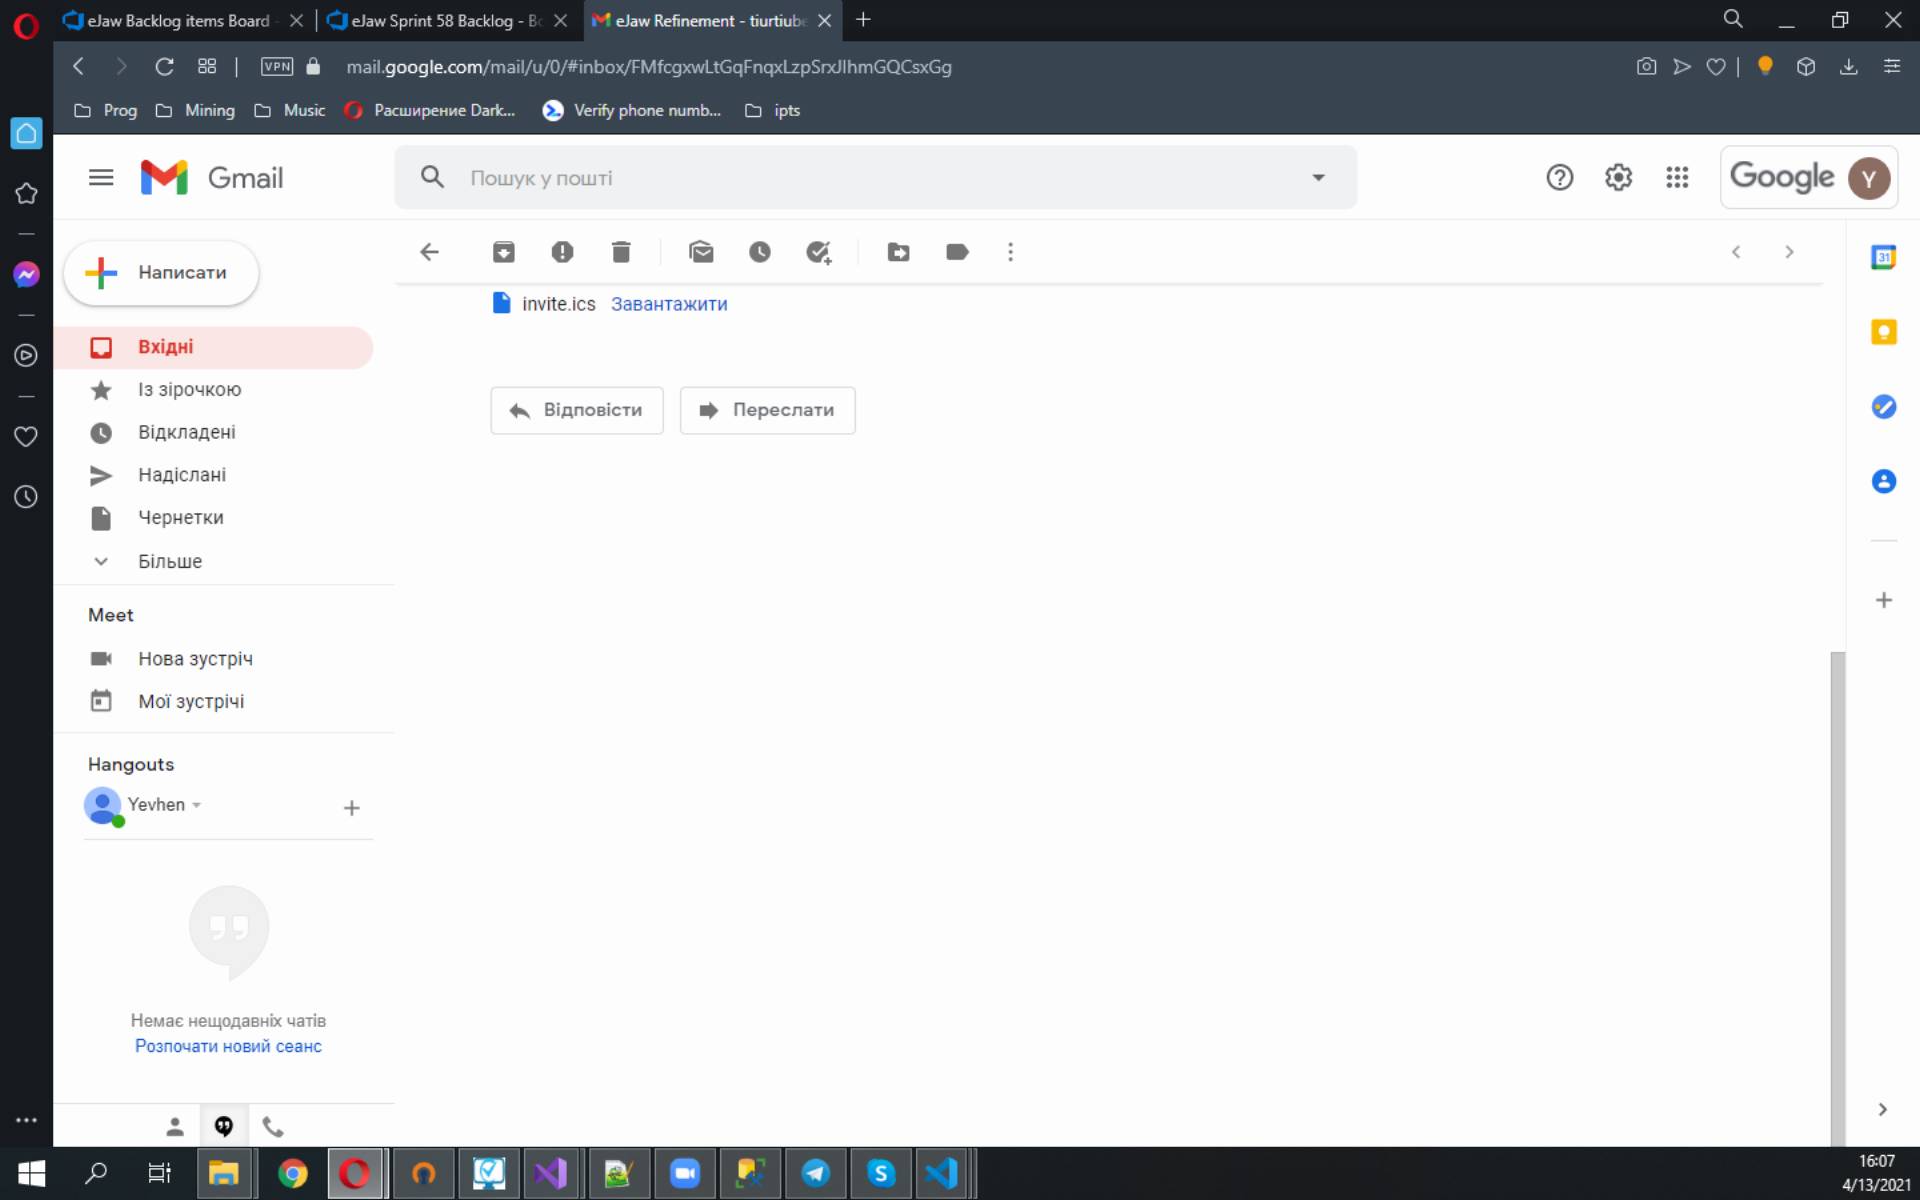 eJaw Backlog items Board -
eJaw Sprint 58 Backlog - Bo
eJaw Refinement - tiurtiube
VPN
mail.google.com/mail/u/0/#inbox/FMfcgxwLtGqFnqxLzpSrxJlhmGQCsxGg
Prog
Mining
Music
Расширение Dark...
Verify phone numb...
ipts
Gmail
Пошук у пошті
Google
Y
Написати
31
invite.ics Завантажити
Вхідні
Із зірочкою
Відповісти
Переслати
Відкладені
Надіслані
Чернетки
Більше
Meet
Нова зустріч
Мої зустрічі
Hangouts
Yevhen
Немає нещодавніх чатів
Розпочати новий сеанс
16:07
4/13/2021